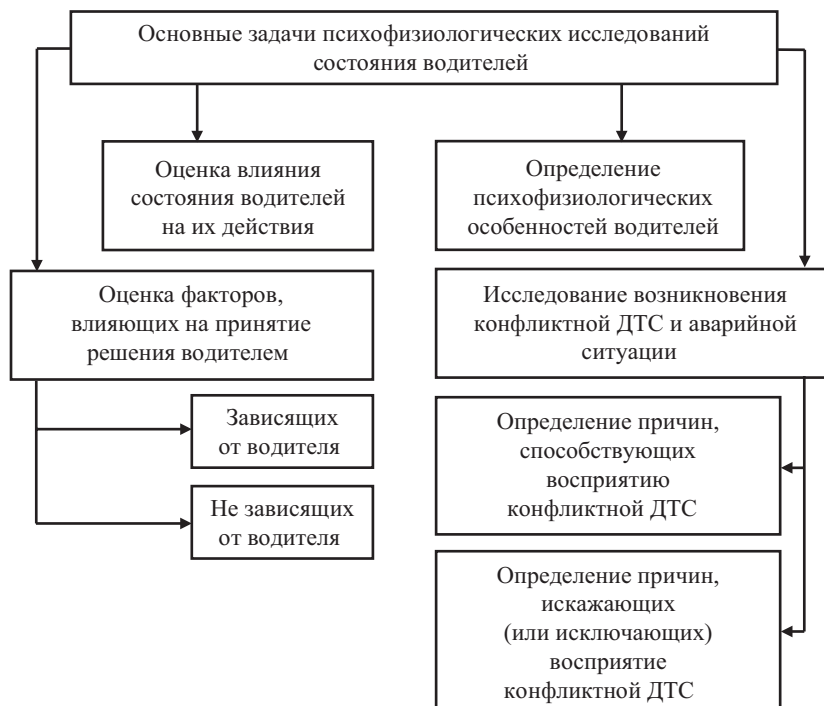 Основные задачи психофизиологических исследований
состояния водителей
Оценка влияния
состояния водителей
на их действия
Определение
психофизиологических
особенностей водителей
Оценка факторов,
влияющих на принятие
решения водителем
Исследование возникновения
конфликтной ДТС и аварийной
ситуации
Зависящих
от водителя
Не зависящих
от водителя
Определение причин,
способствующих
восприятию
конфликтной ДТС
Определение причин,
искажающих
(или исключающих)
восприятие
конфликтной ДТС